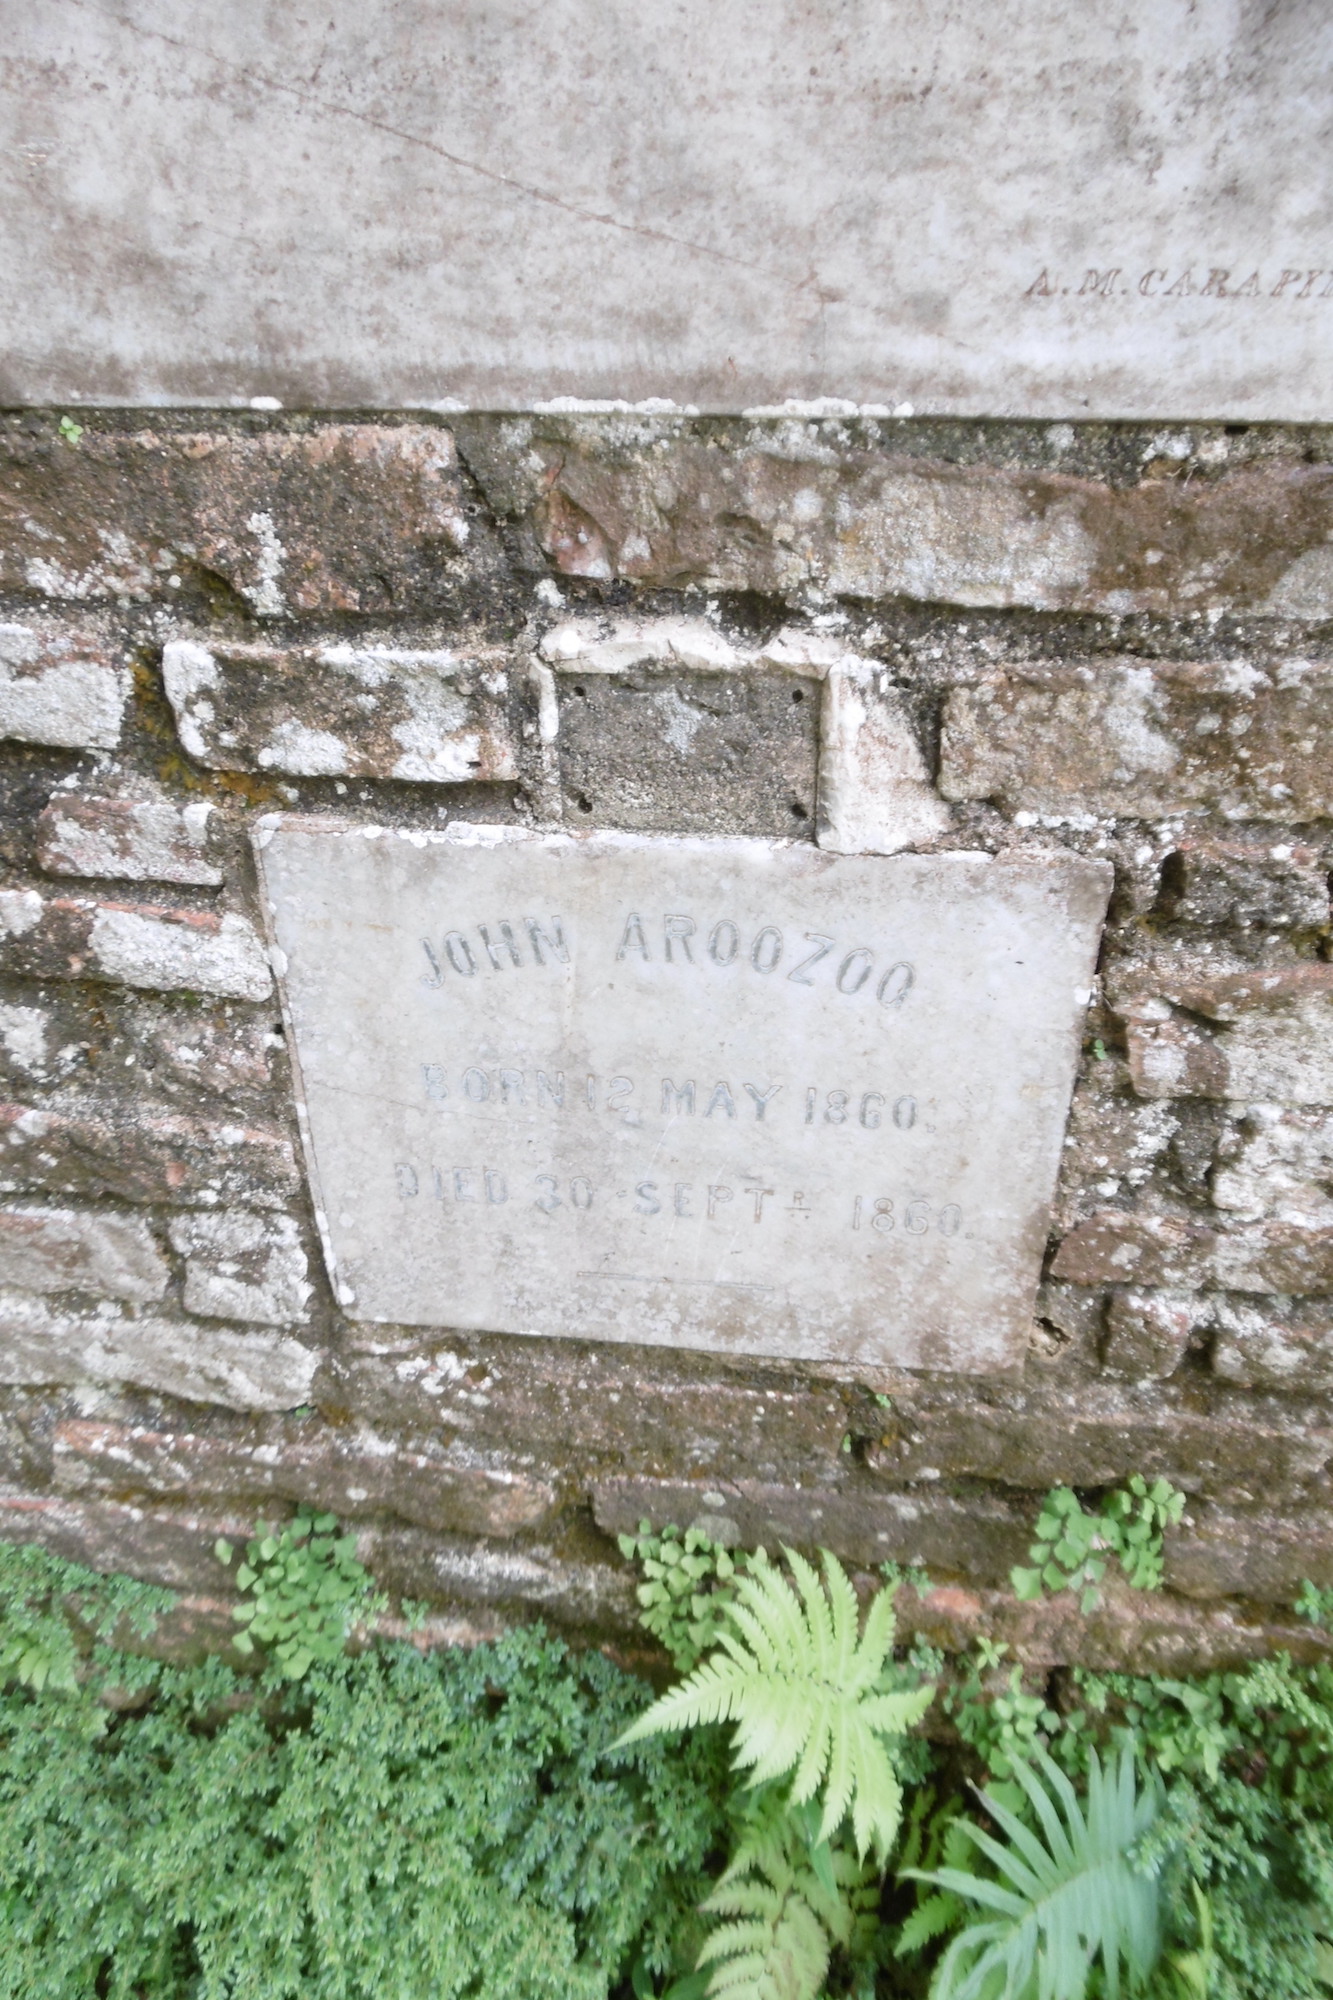 A.M.CARAPI
JOHN AROOZOO
BORN 12 MAY 1860.
DIED 30 SEPTR 1860.